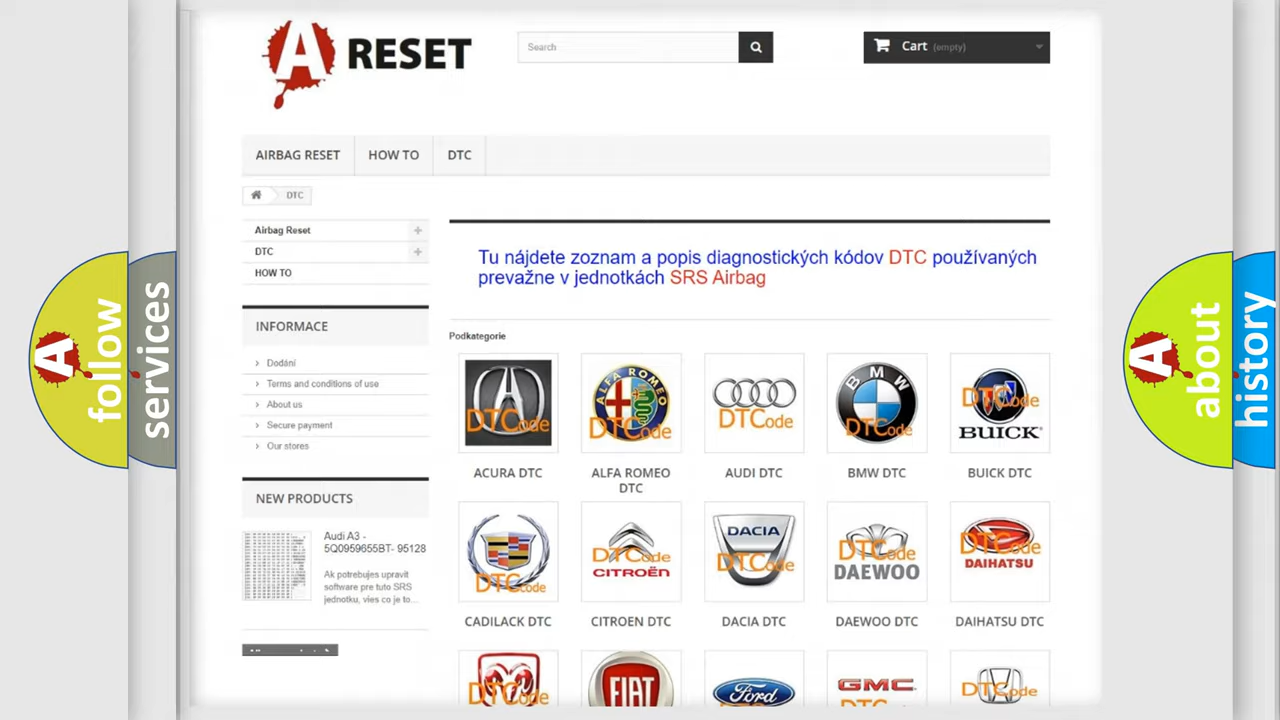 A RESET
Search
Cart (empty)
AIRBAG RESET
HOW TO
DTC
DTC
Airbag Reset
DTC
HOW TO
Tu nájdete zoznam a popis diagnostických kódov DTC používaných
prevažne v jednotkách SRS Airbag
INFORMACE
Dodání
Terms and conditions of use
About us
Secure payment
Our stores
NEW PRODUCTS
Audi A3 -
5Q0959655BT- 95128
Ak potrebujes upravit
software pre tuto SRS
jednotku, vies co je to...
Podkategorie
DTCode
ALFA ROMEO
DTCode
DTCode
BMW
DTCode
DTCode
BUICK
ACURA DTC
ALFA ROMEO
DTC
AUDI DTC
BMW DTC
BUICK DTC
DTCode
DTCode
CITROËN
DACIA
DTCode
DTCode
DAEWOO
DTCode
DAIHATSU
CADILACK DTC
CITROEN DTC
DACIA DTC
DAEWOO DTC
DAIHATSU DTC
DTCode
FIAT
Ford
GMC
DTCode
A follow
services
A about
history